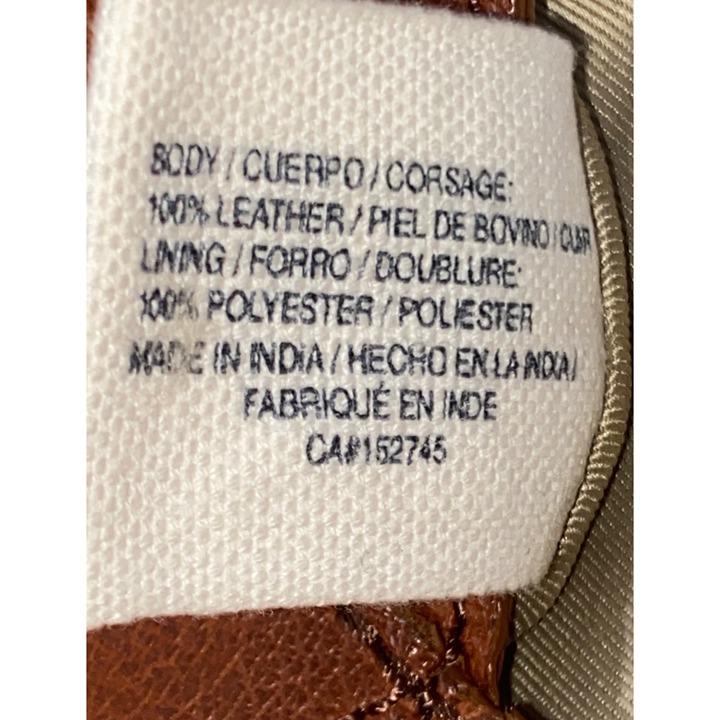 BODY / CUERPO / CORSAGE:
100% LEATHER / PIEL DE BOVINO /
LINING / FORRO / DOUBLURE:
100% POLYESTER / POLIESTER
MADE IN INDIA / HECHO EN LA INDIA /
FABRIQUÉ EN INDE
CA#152745